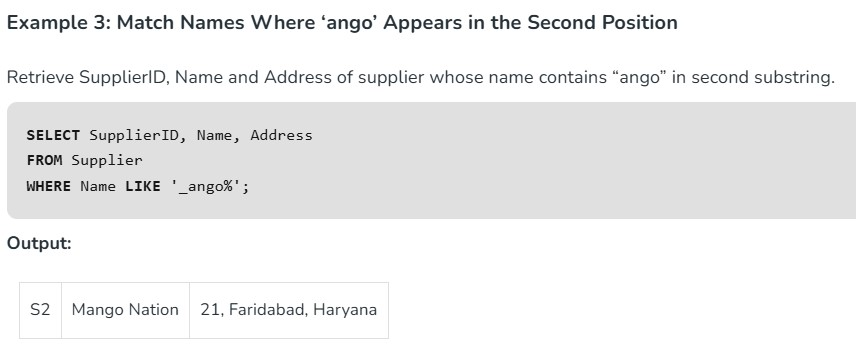 Example 3: Match Names Where ‘ango’ Appears in the Second Position
Retrieve SupplierID, Name and Address of supplier whose name contains “ango” in second substring.
SELECT SupplierID, Name, Address
FROM Supplier
WHERE Name LIKE '_ango%';
Output:
S2 Mango Nation 21, Faridabad, Haryana